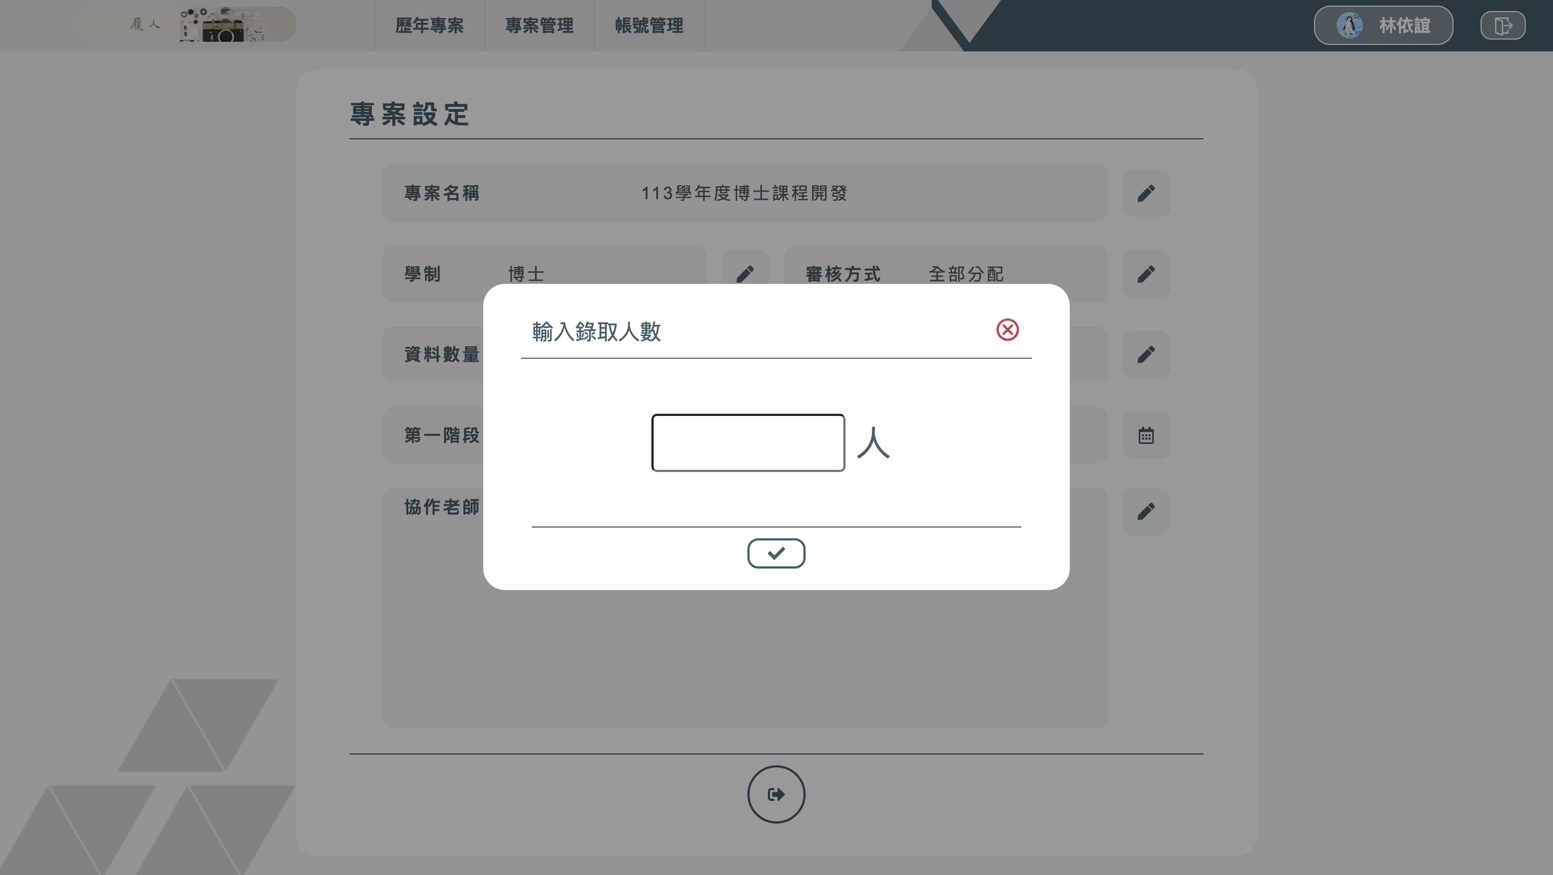 履人
歷年專案
專案管理
帳號管理
林依誼
專案設定
專案名稱 113學年度博士課程開發
學制 博士 審核方式 全部分配
資料數量
第一階段
協作老師
輸入錄取人數
人